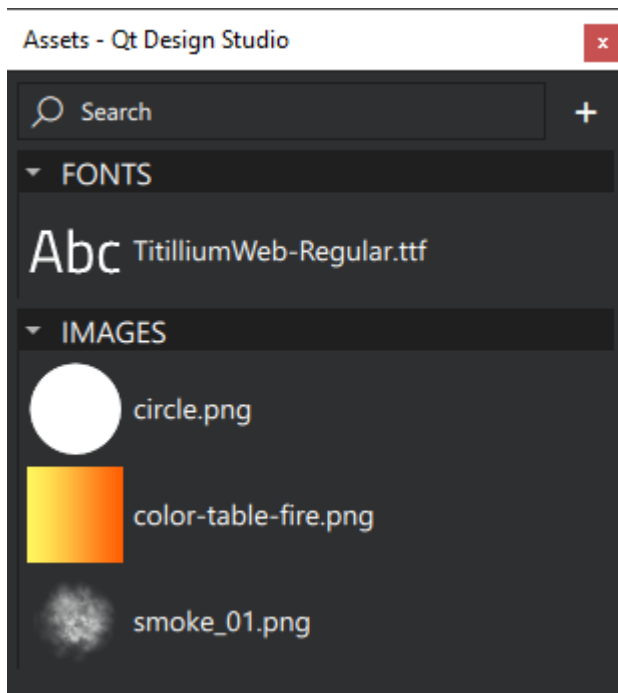 Assets - Qt Design Studio
x
Search
+
FONTS
Abc TitilliumWeb-Regular.ttf
IMAGES
circle.png
color-table-fire.png
smoke_01.png